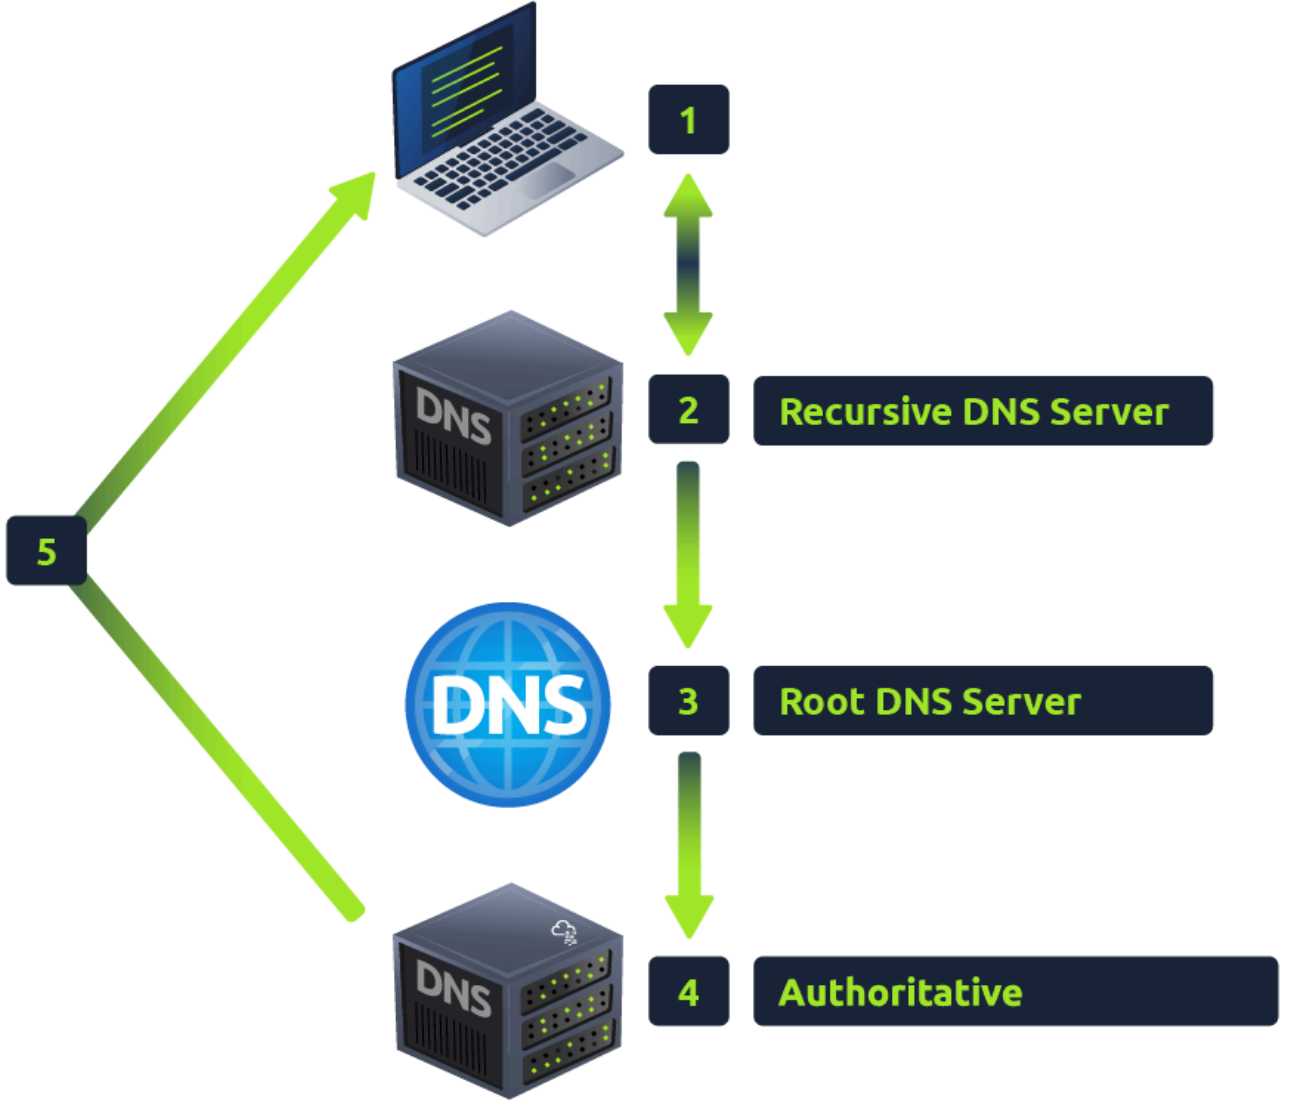 1
DNS
2
Recursive DNS Server
5
DNS
3
Root DNS Server
DNS
4
Authoritative